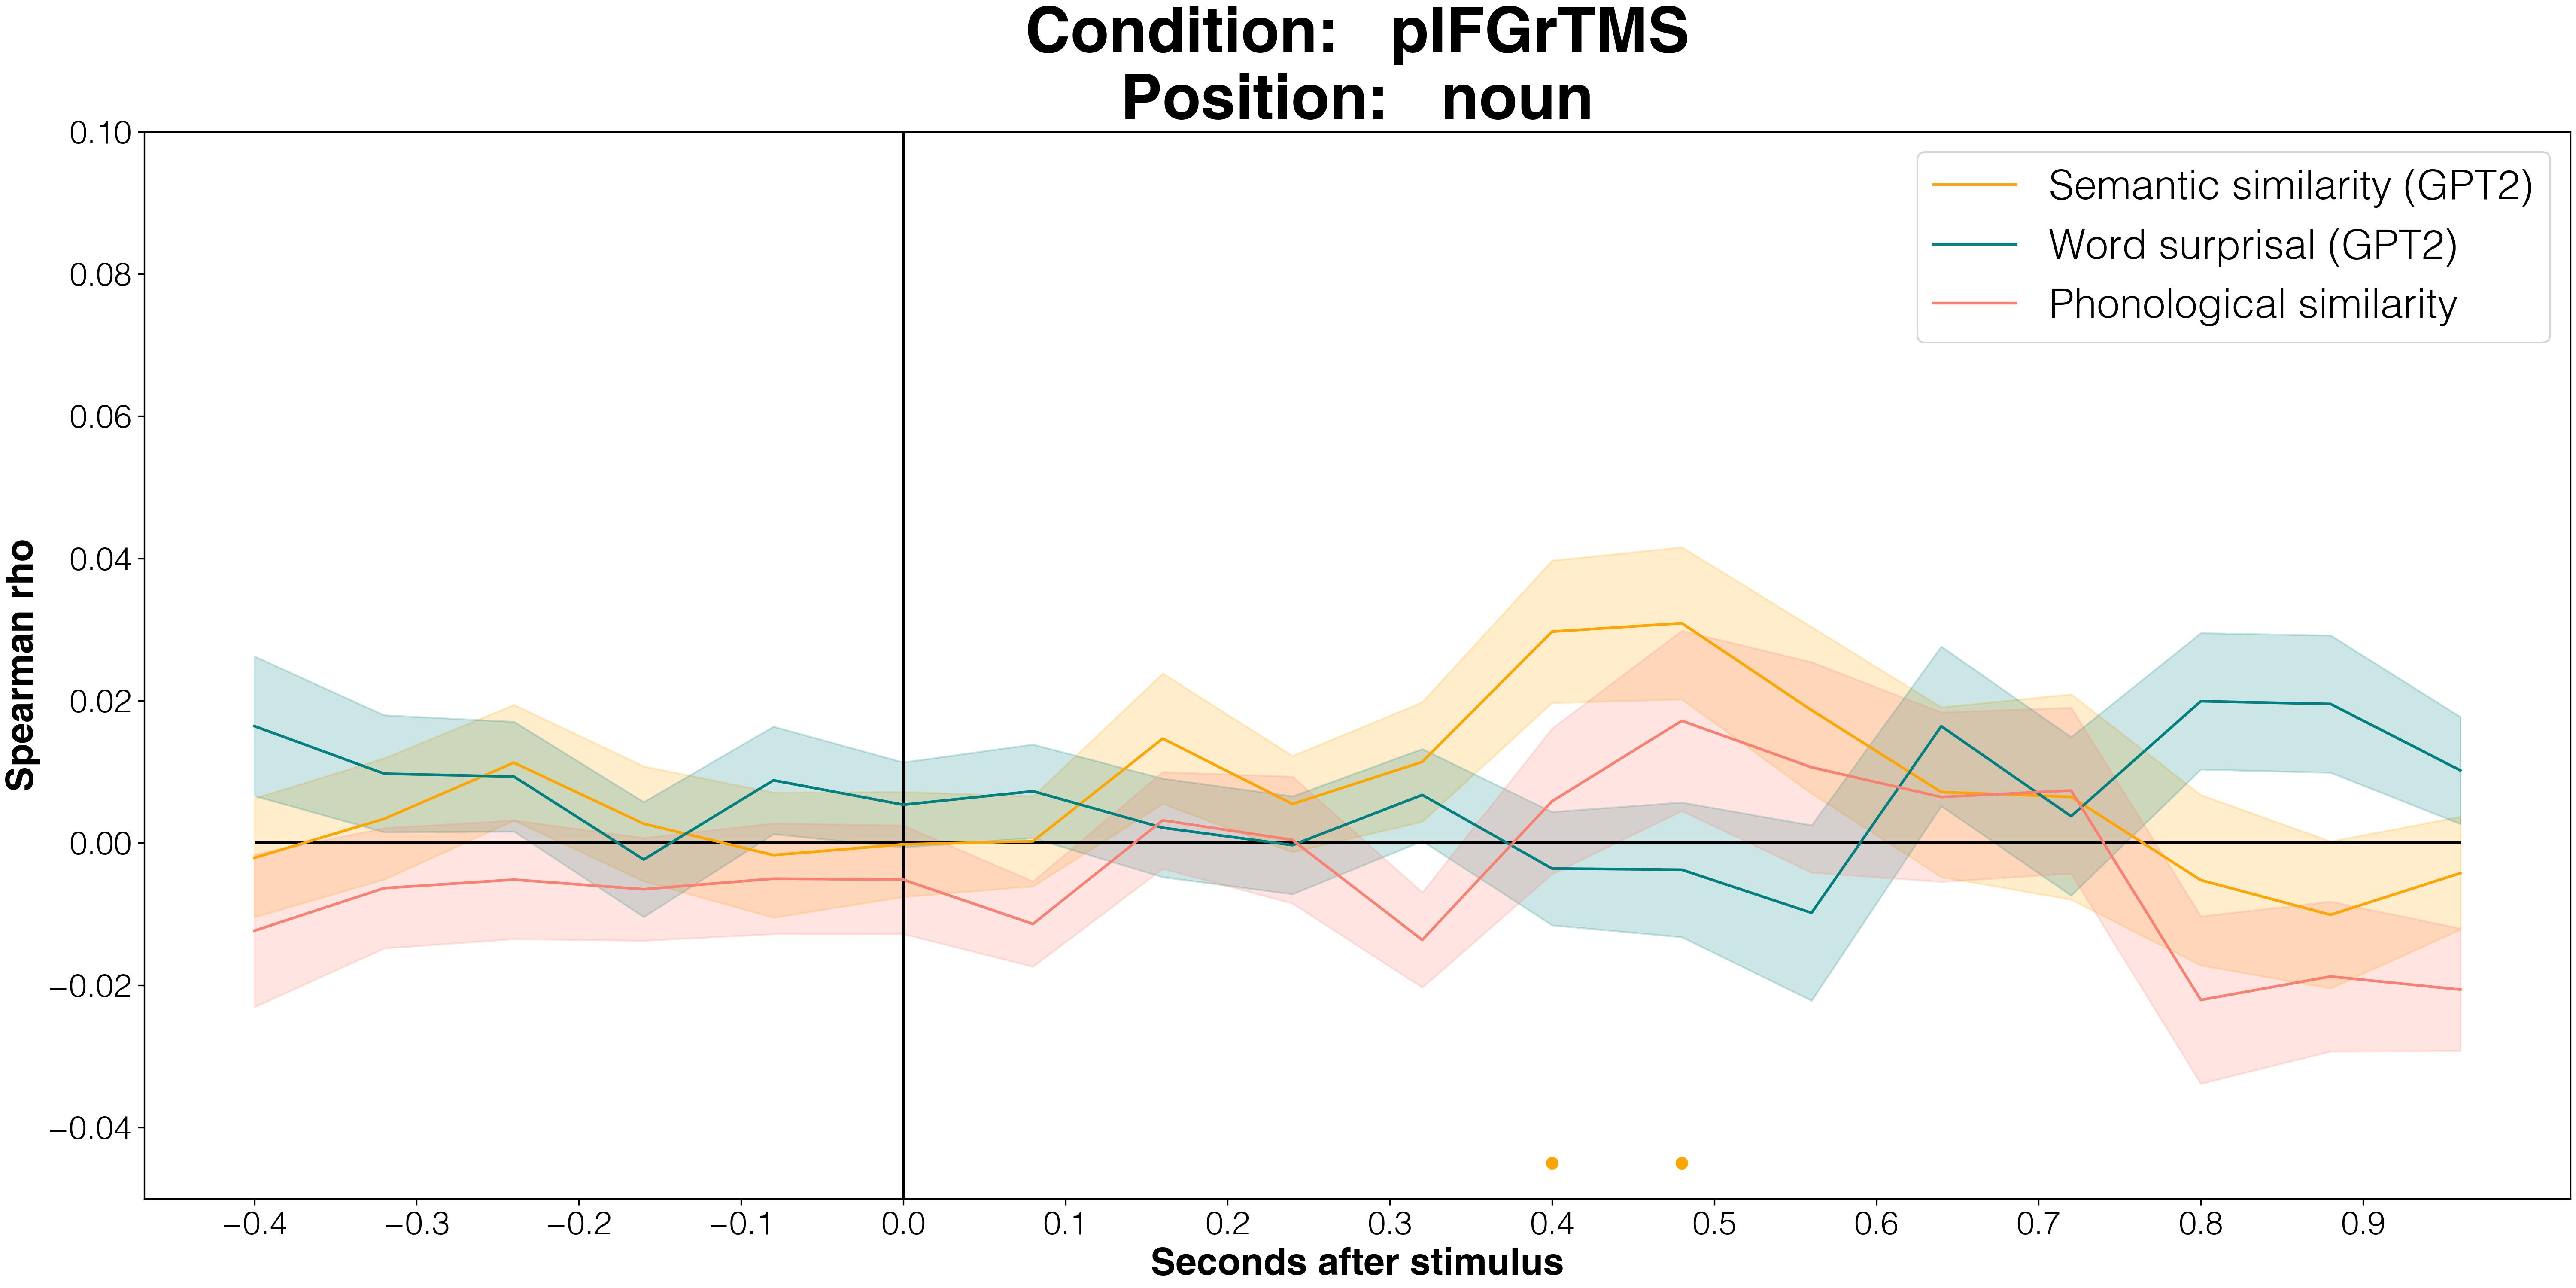 Condition:   pIFGrTMS
Position:   noun
0.10
0.08
0.06
0.04
0.02
0.00
−0.02
−0.04
Spearman rho
Semantic similarity (GPT2)
Word surprisal (GPT2)
Phonological similarity
−0.4 −0.3 −0.2 −0.1 0.0 0.1 0.2 0.3 0.4 0.5 0.6 0.7 0.8 0.9
Seconds after stimulus